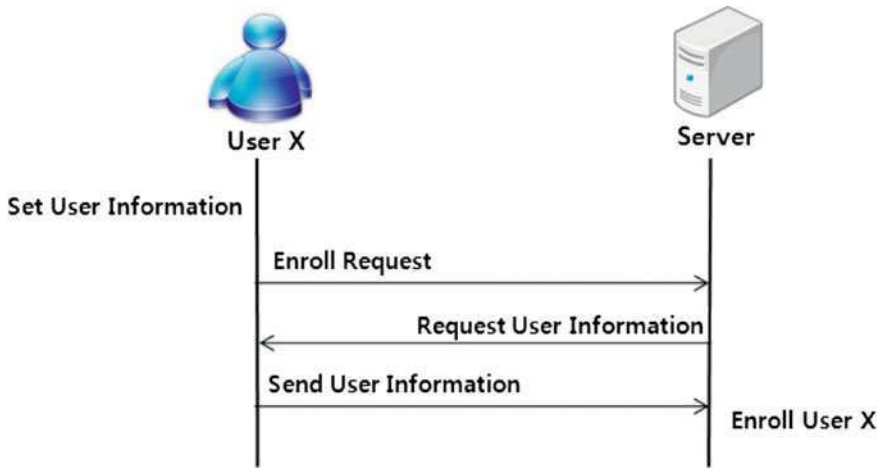 User X
Server
Set User Information
Enroll Request
Request User Information
Send User Information
Enroll User X